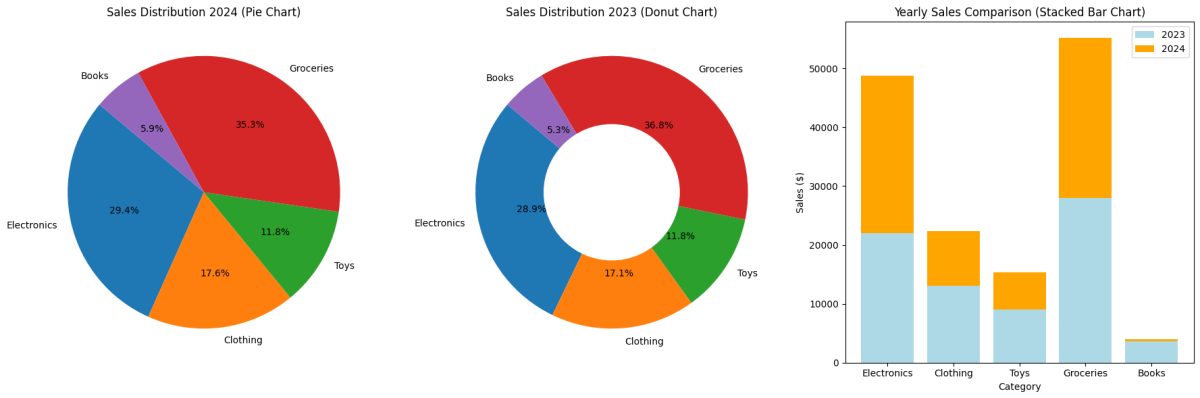 Sales Distribution 2024 (Pie Chart)
Groceries
Books
35.3%
5.9%
29.4%
Electronics
11.8%
Toys
17.6%
Clothing
Sales Distribution 2023 (Donut Chart)
Groceries
Books
36.8%
5.3%
28.9%
Electronics
11.8%
Toys
17.1%
Clothing
Yearly Sales Comparison (Stacked Bar Chart)
2023
2024
Sales ($)
50000
40000
30000
20000
10000
0
Electronics Clothing Toys Groceries Books
Category